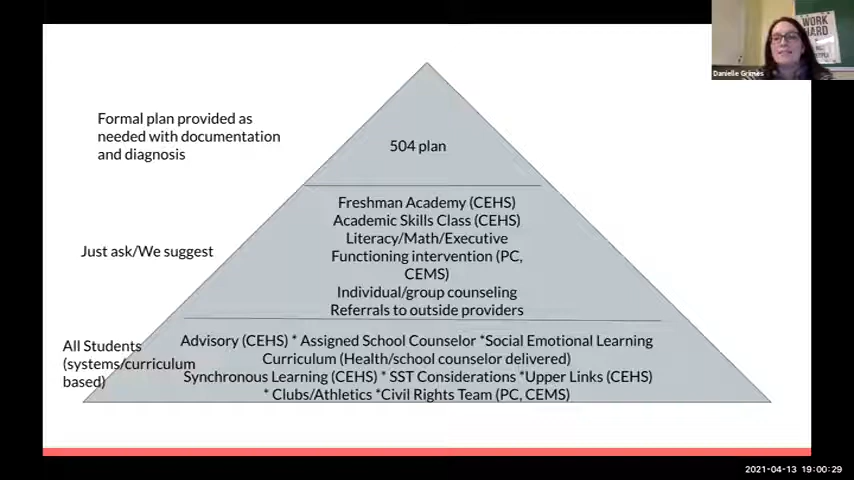 WORK
HARD
Danielle Grimes
Formal plan provided as
needed with documentation
and diagnosis
504 plan
Just ask/We suggest
Freshman Academy (CEHS)
Academic Skills Class (CEHS)
Literacy/Math/Executive
Functioning intervention (PC,
CEMS)
Individual/group counseling
Referrals to outside providers
All Students
(systems/curriculum
based)
Advisory (CEHS) * Assigned School Counselor *Social Emotional Learning
Curriculum (Health/school counselor delivered)
Synchronous Learning (CEHS) * SST Considerations *Upper Links (CEHS)
* Clubs/Athletics *Civil Rights Team (PC, CEMS)
2021-04-13 19:00:29